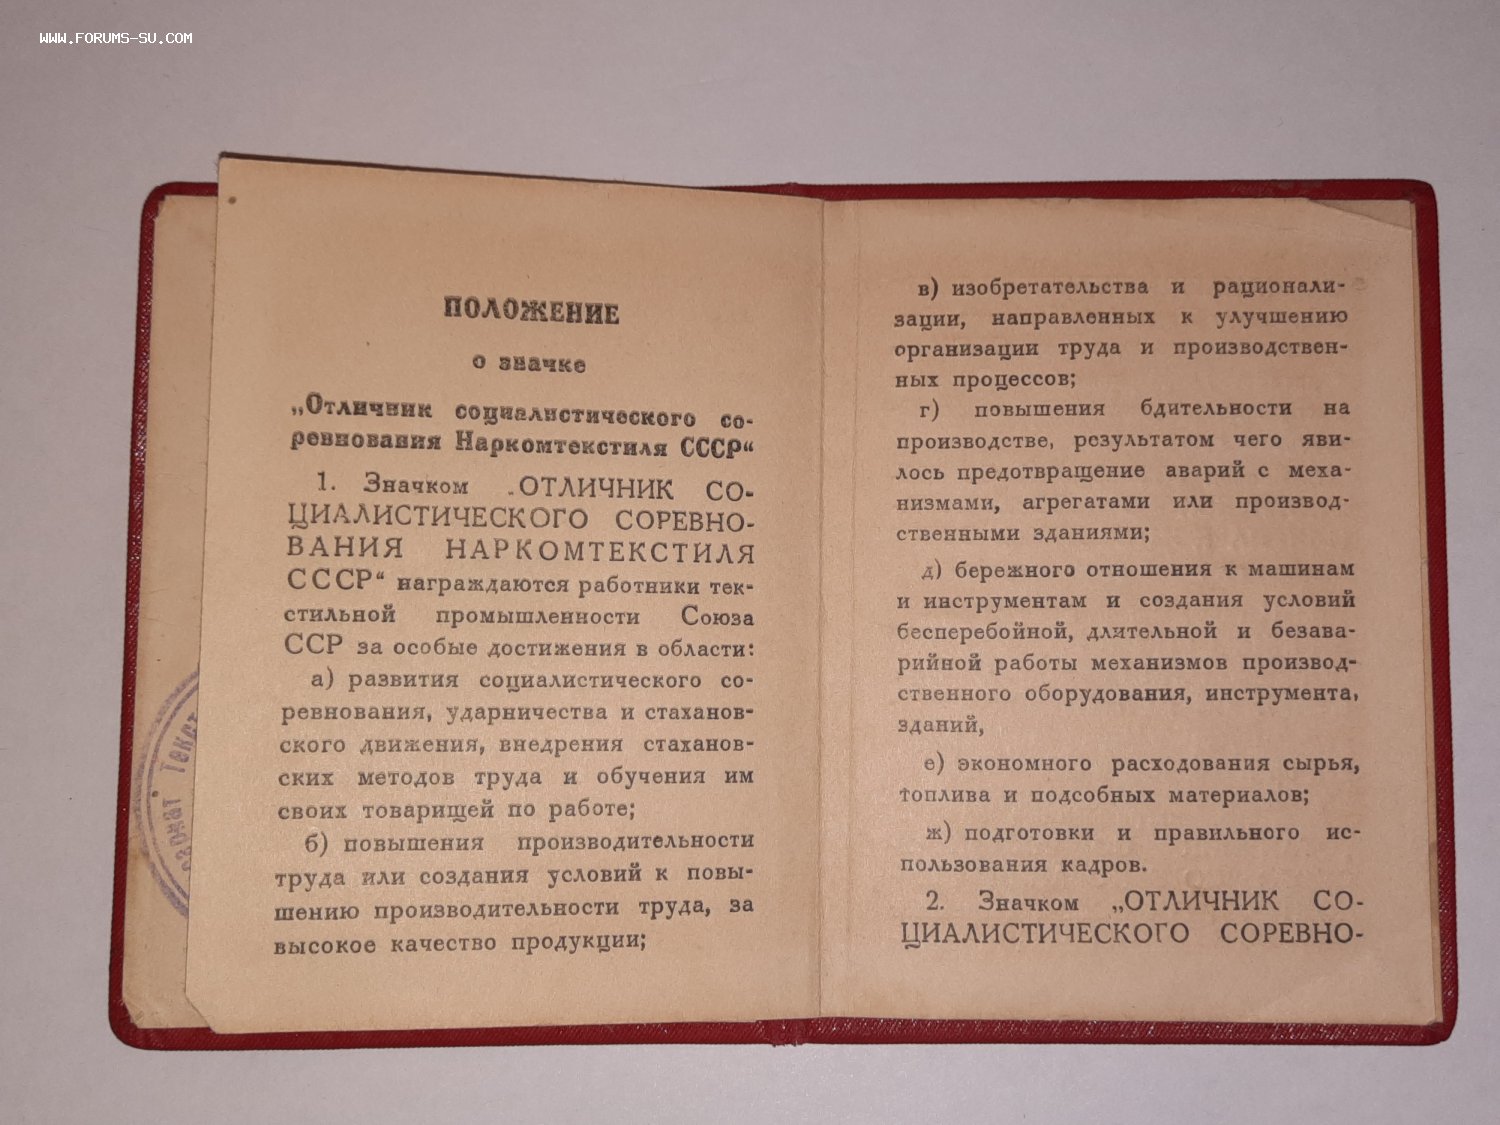 WWW.FORUMS-SU.COM
ПОЛОЖЕНИЕ
о значке
„Отличник социалистического со-
ревнования Наркомтекстиля СССР“
1. Значком „ОТЛИЧНИК СО-
ЦИАЛИСТИЧЕСКОГО СОРЕВНО-
ВАНИЯ НАРКОМТЕКСТИЛЯ
СССР“ награждаются работники тек-
стильной промышленности Союза
ССР за особые достижения в области:
а) развития социалистического со-
ревнования, ударничества и стаханов-
ского движения, внедрения стаханов-
ских методов труда и обучения им
своих товарищей по работе;
б) повышения производительности
труда или создания условий к повы-
шению производительности труда, за
высокое качество продукции;
в) изобретательства и рационали-
зации, направленных к улучшению
организации труда и производствен-
ных процессов;
г) повышения бдительности на
производстве, результатом чего яви-
лось предотвращение аварий с меха-
низмами, агрегатами или производ-
ственными зданиями;
д) бережного отношения к машинам
и инструментам и создания условий
бесперебойной, длительной и безава-
рийной работы механизмов производ-
ственного оборудования, инструмента,
зданий,
е) экономного расходования сырья,
топлива и подсобных материалов;
ж) подготовки и правильного ис-
пользования кадров.
2. Значком „ОТЛИЧНИК СО-
ЦИАЛИСТИЧЕСКОГО СОРЕВНО-